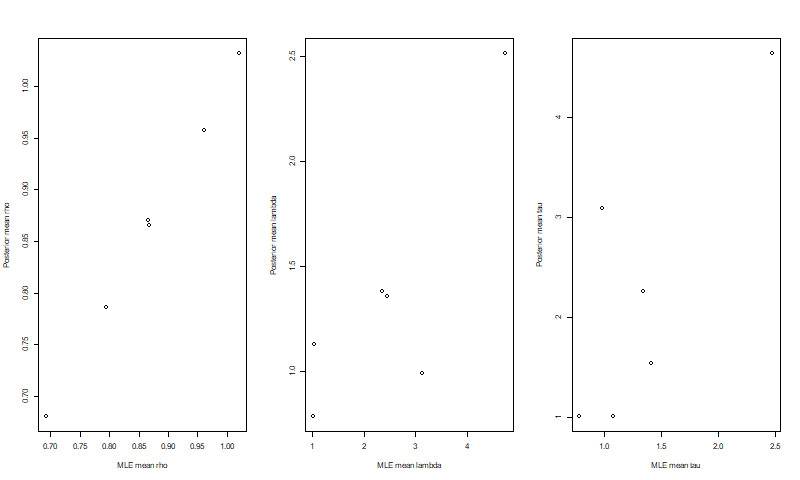 Posterior mean rho
0.70 0.75 0.80 0.85 0.90 0.95 1.00
0.70 0.75 0.80 0.85 0.90 0.95 1.00
MLE mean rho
Posterior mean lambda
1.0 1.5 2.0 2.5
1 2 3 4
MLE mean lambda
Posterior mean tau
1 2 3 4
1.0 1.5 2.0 2.5
MLE mean tau